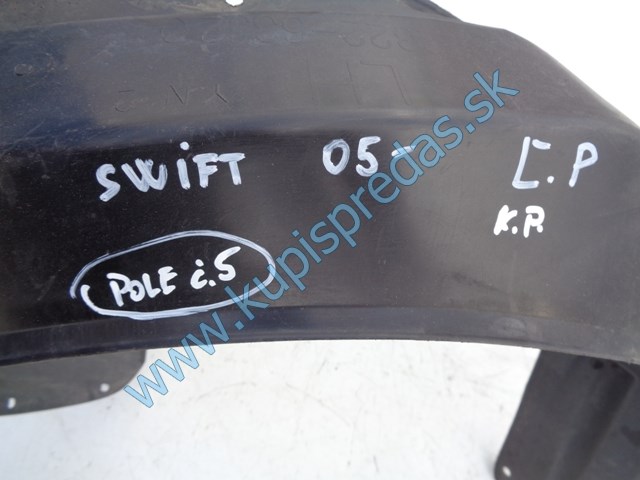 SWIFT 05- Ľ.P
K.P.
POLE č.5
www.kupispredas.sk